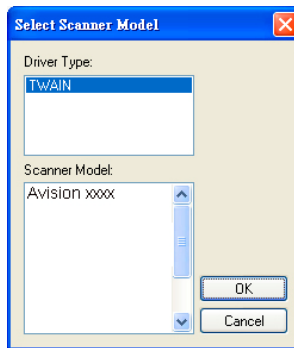 Select Scanner Model
Driver Type:
TWAIN
Scanner Model:
Avision xxxx
OK
Cancel